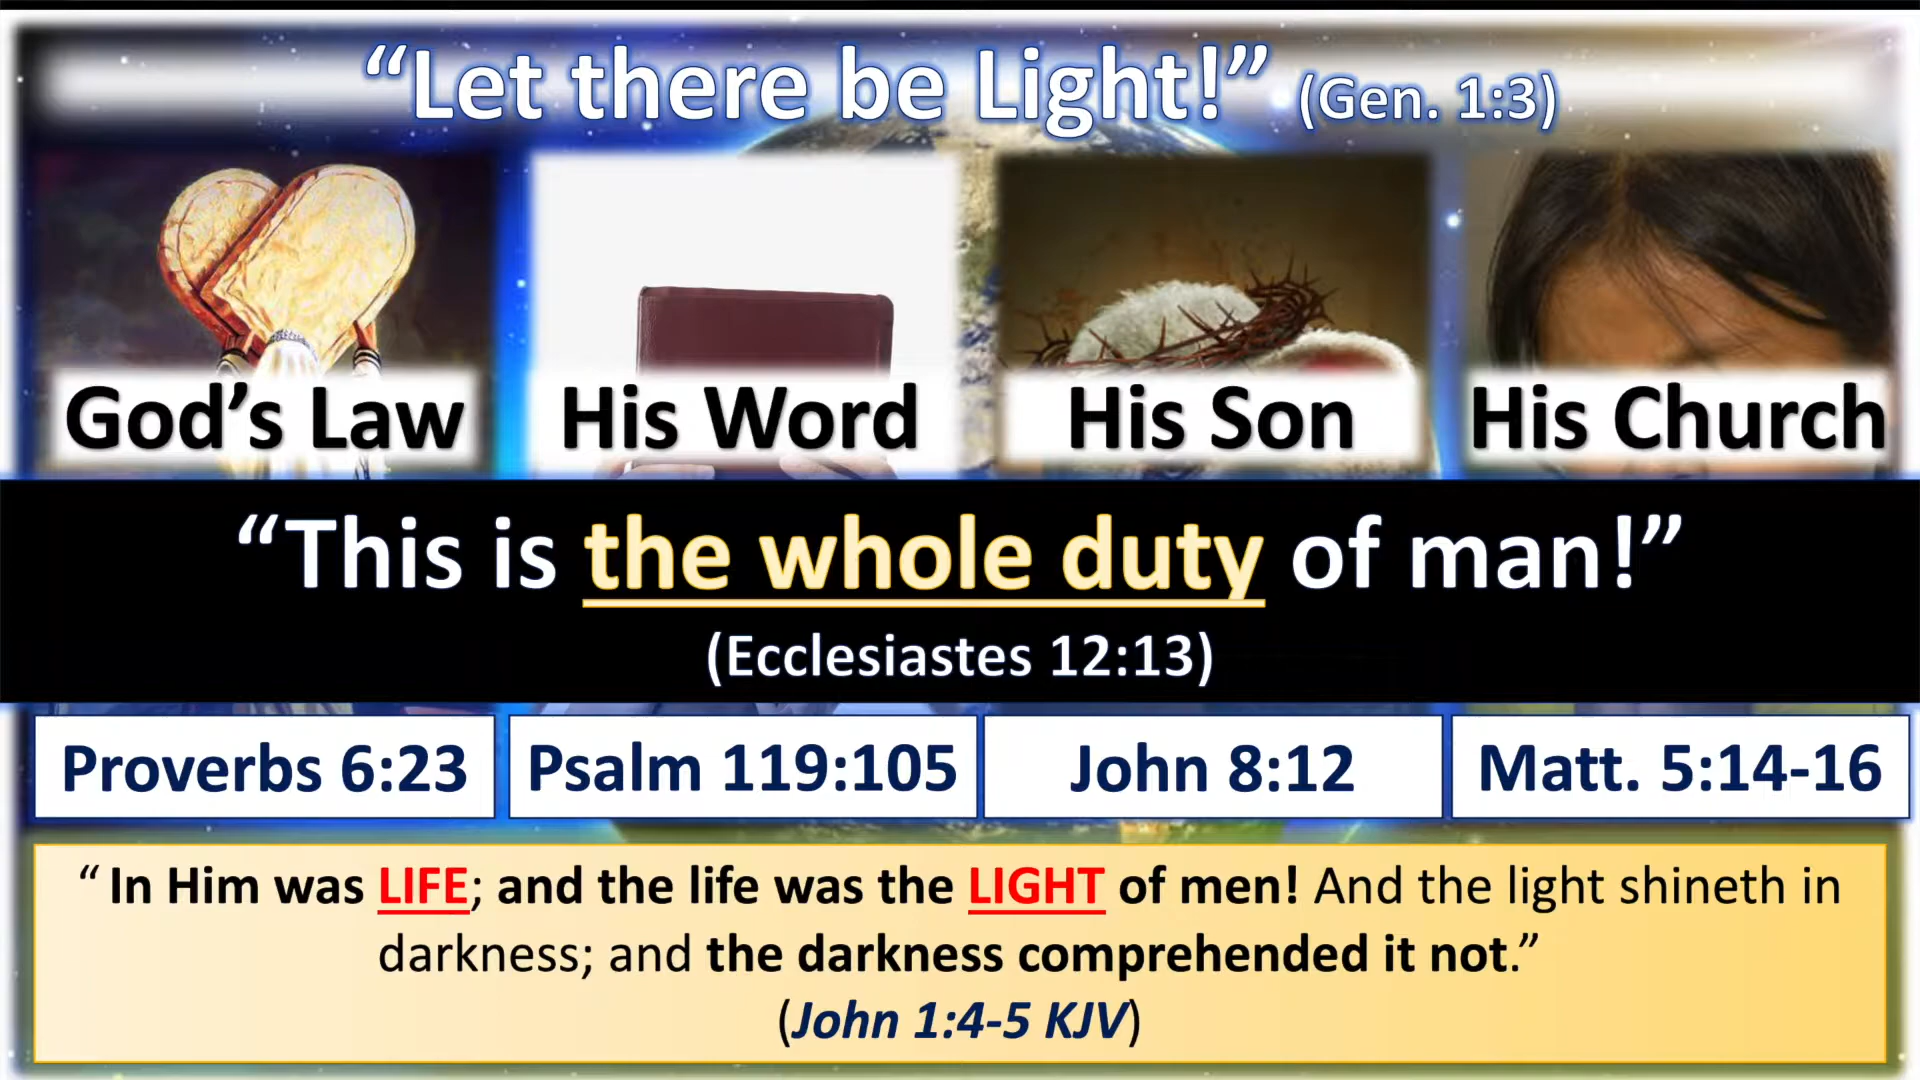 “Let there be Light!” (Gen. 1:3)
God’s Law
His Word
His Son
His Church
“This is the whole duty of man!”
(Ecclesiastes 12:13)
Proverbs 6:23
Psalm 119:105
John 8:12
Matt. 5:14-16
“ In Him was LIFE; and the life was the LIGHT of men! And the light shineth in
darkness; and the darkness comprehended it not.”
(John 1:4-5 KJV)